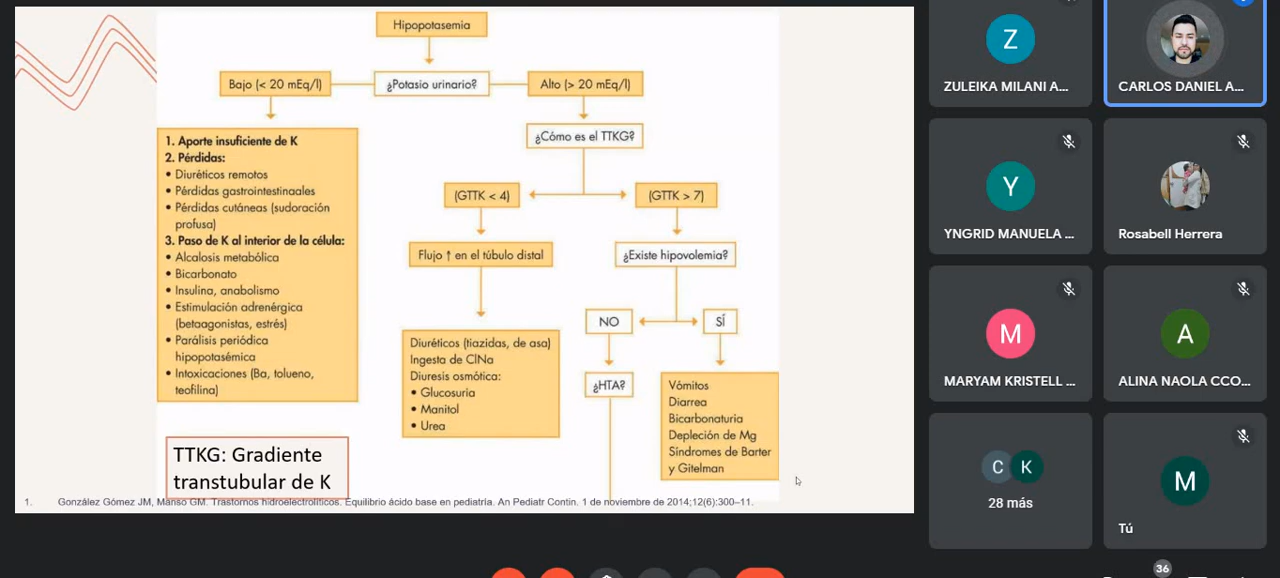 Hipopotasemia
Bajo (< 20 mEq/l)
¿Potasio urinario?
Alto (> 20 mEq/l)
¿Cómo es el TTKG?
1. Aporte insuficiente de K
2. Pérdidas:
• Diuréticos remotos
• Pérdidas gastrointestinaales
• Pérdidas cutáneas (sudoración
profusa)
3. Paso de K al interior de la célula:
• Alcalosis metabólica
• Bicarbonato
• Insulina, anabolismo
• Estimulación adrenérgica
(betaagonistas, estrés)
• Parálisis periódica
hipopotasémica
• Intoxicaciones (Ba, tolueno,
teofilina)
(GTTK < 4)
(GTTK > 7)
Flujo ↑ en el túbulo distal
¿Existe hipovolemia?
NO
SÍ
Diuréticos (tiazidas, de asa)
Ingesta de ClNa
Diuresis osmótica:
• Glucosuria
• Manitol
• Urea
¿HTA?
Vómitos
Diarrea
Bicarbonaturia
Depleción de Mg
Síndromes de Barter
y Gitelman
TTKG: Gradiente
transtubular de K
1. González Gómez JM, Manso GM. Trastornos hidroelectrolíticos. Equilibrio ácido base en pediatría. An Pediatr Contin. 1 de noviembre de 2014;12(6):300–11.
Z
ZULEIKA MILANI A...
CARLOS DANIEL A...
Y
YNGRID MANUELA ...
Rosabell Herrera
M
MARYAM KRISTELL ...
A
ALINA NAOLA CCO...
C K
28 más
M
Tú
36